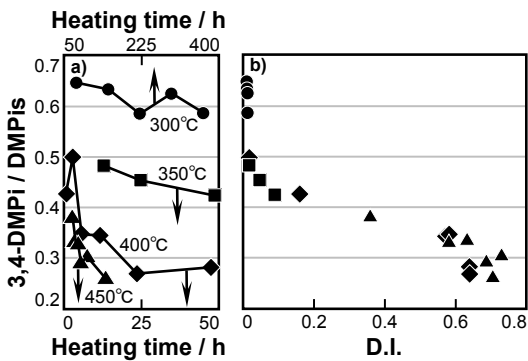 Heating time / h
50 225 400
0.7
a)
b)
0.6
300℃
0.5
350℃
0.4
400℃
0.3
450℃
0.2
3,4-DMPi / DMPis
0 25 50
0 0.2 0.4 0.6 0.8
Heating time / h
D.I.